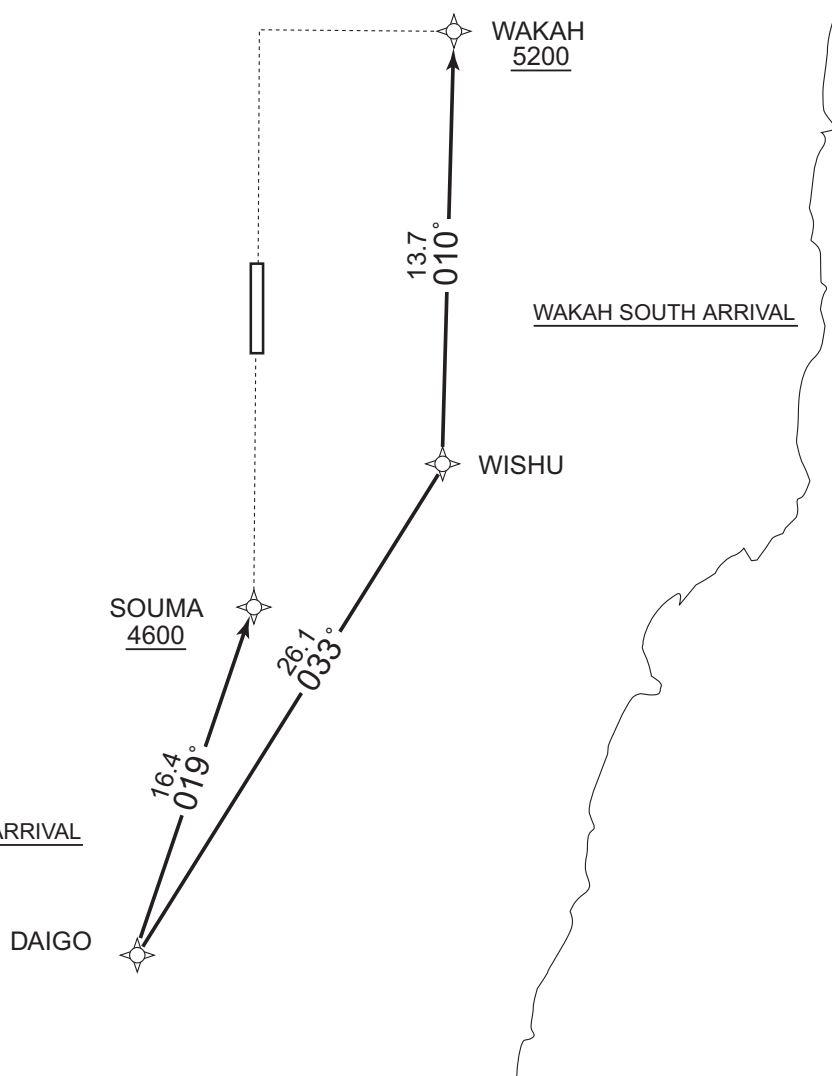 WAKAH
5200
13.7
010°
WAKAH SOUTH ARRIVAL
WISHU
SOUMA
4600
26.1
033°
16.4
019°
ARRIVAL
DAIGO